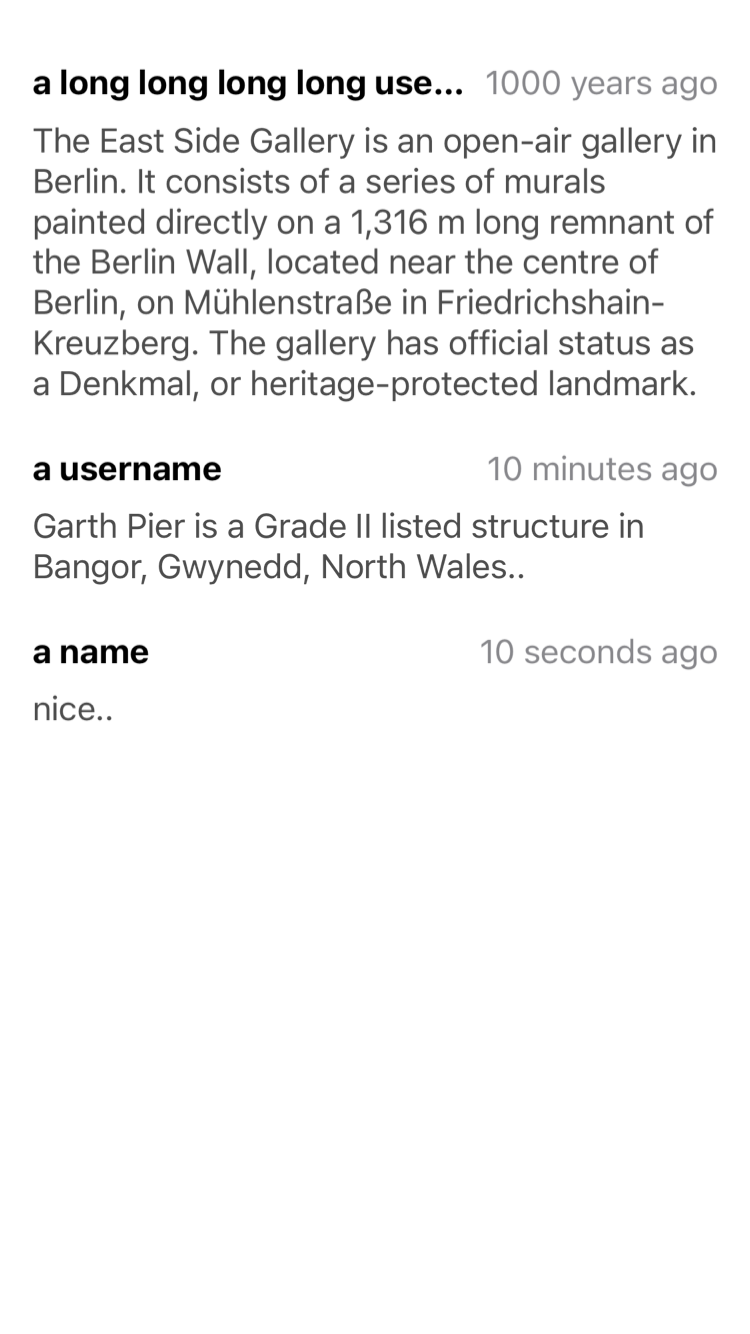 a long long long long use... 1000 years ago
The East Side Gallery is an open-air gallery in
Berlin. It consists of a series of murals
painted directly on a 1,316 m long remnant of
the Berlin Wall, located near the centre of
Berlin, on Mühlenstraße in Friedrichshain-
Kreuzberg. The gallery has official status as
a Denkmal, or heritage-protected landmark.
a username 10 minutes ago
Garth Pier is a Grade II listed structure in
Bangor, Gwynedd, North Wales..
a name 10 seconds ago
nice..